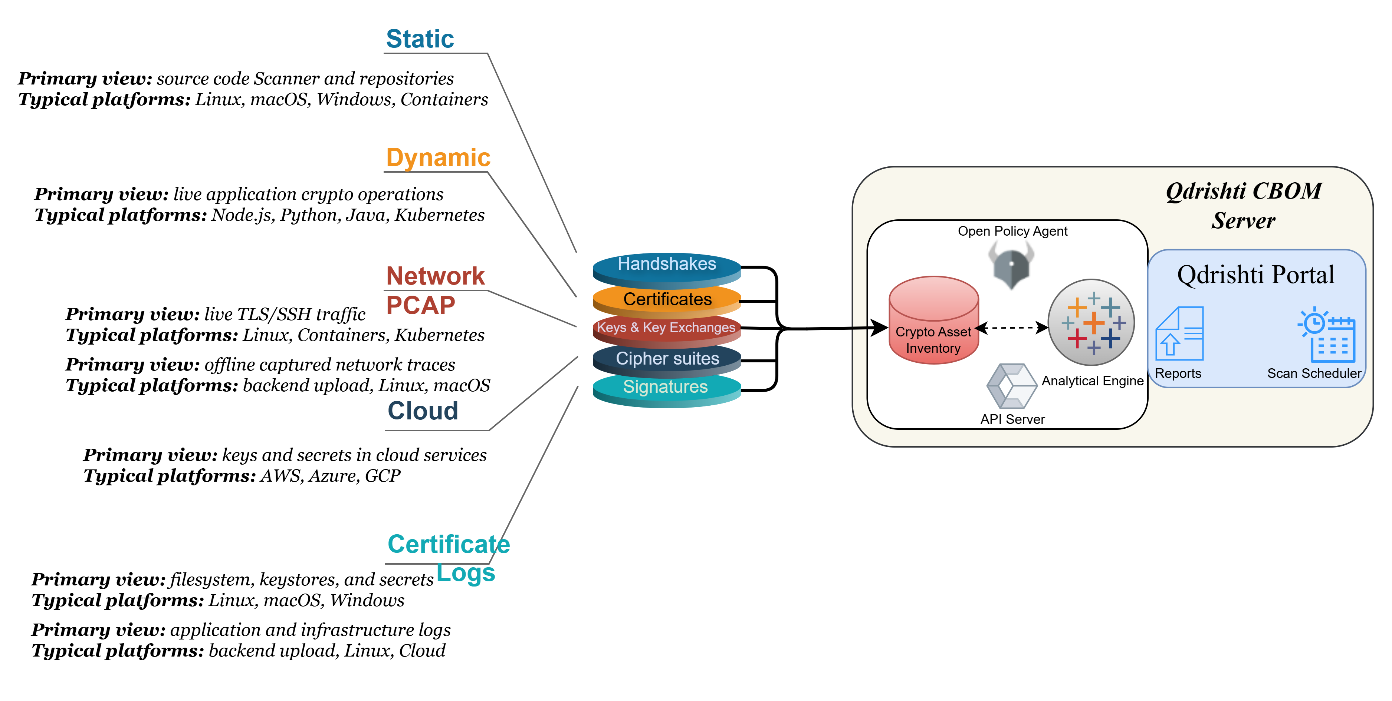 Static
Primary view: source code Scanner and repositories
Typical platforms: Linux, macOS, Windows, Containers
Dynamic
Primary view: live application crypto operations
Typical platforms: Node.js, Python, Java, Kubernetes
Network
PCAP
Primary view: live TLS/SSH traffic
Typical platforms: Linux, Containers, Kubernetes
Primary view: offline captured network traces
Typical platforms: backend upload, Linux, macOS
Cloud
Primary view: keys and secrets in cloud services
Typical platforms: AWS, Azure, GCP
Certificate
Logs
Primary view: filesystem, keystores, and secrets
Typical platforms: Linux, macOS, Windows
Primary view: application and infrastructure logs
Typical platforms: backend upload, Linux, Cloud
Handshakes
Certificates
Keys & Key Exchanges
Cipher suites
Signatures
Qdrishti CBOM
Server
Open Policy Agent
Crypto Asset
Inventory
Analytical Engine
API Server
Qdrishti Portal
Reports
Scan Scheduler